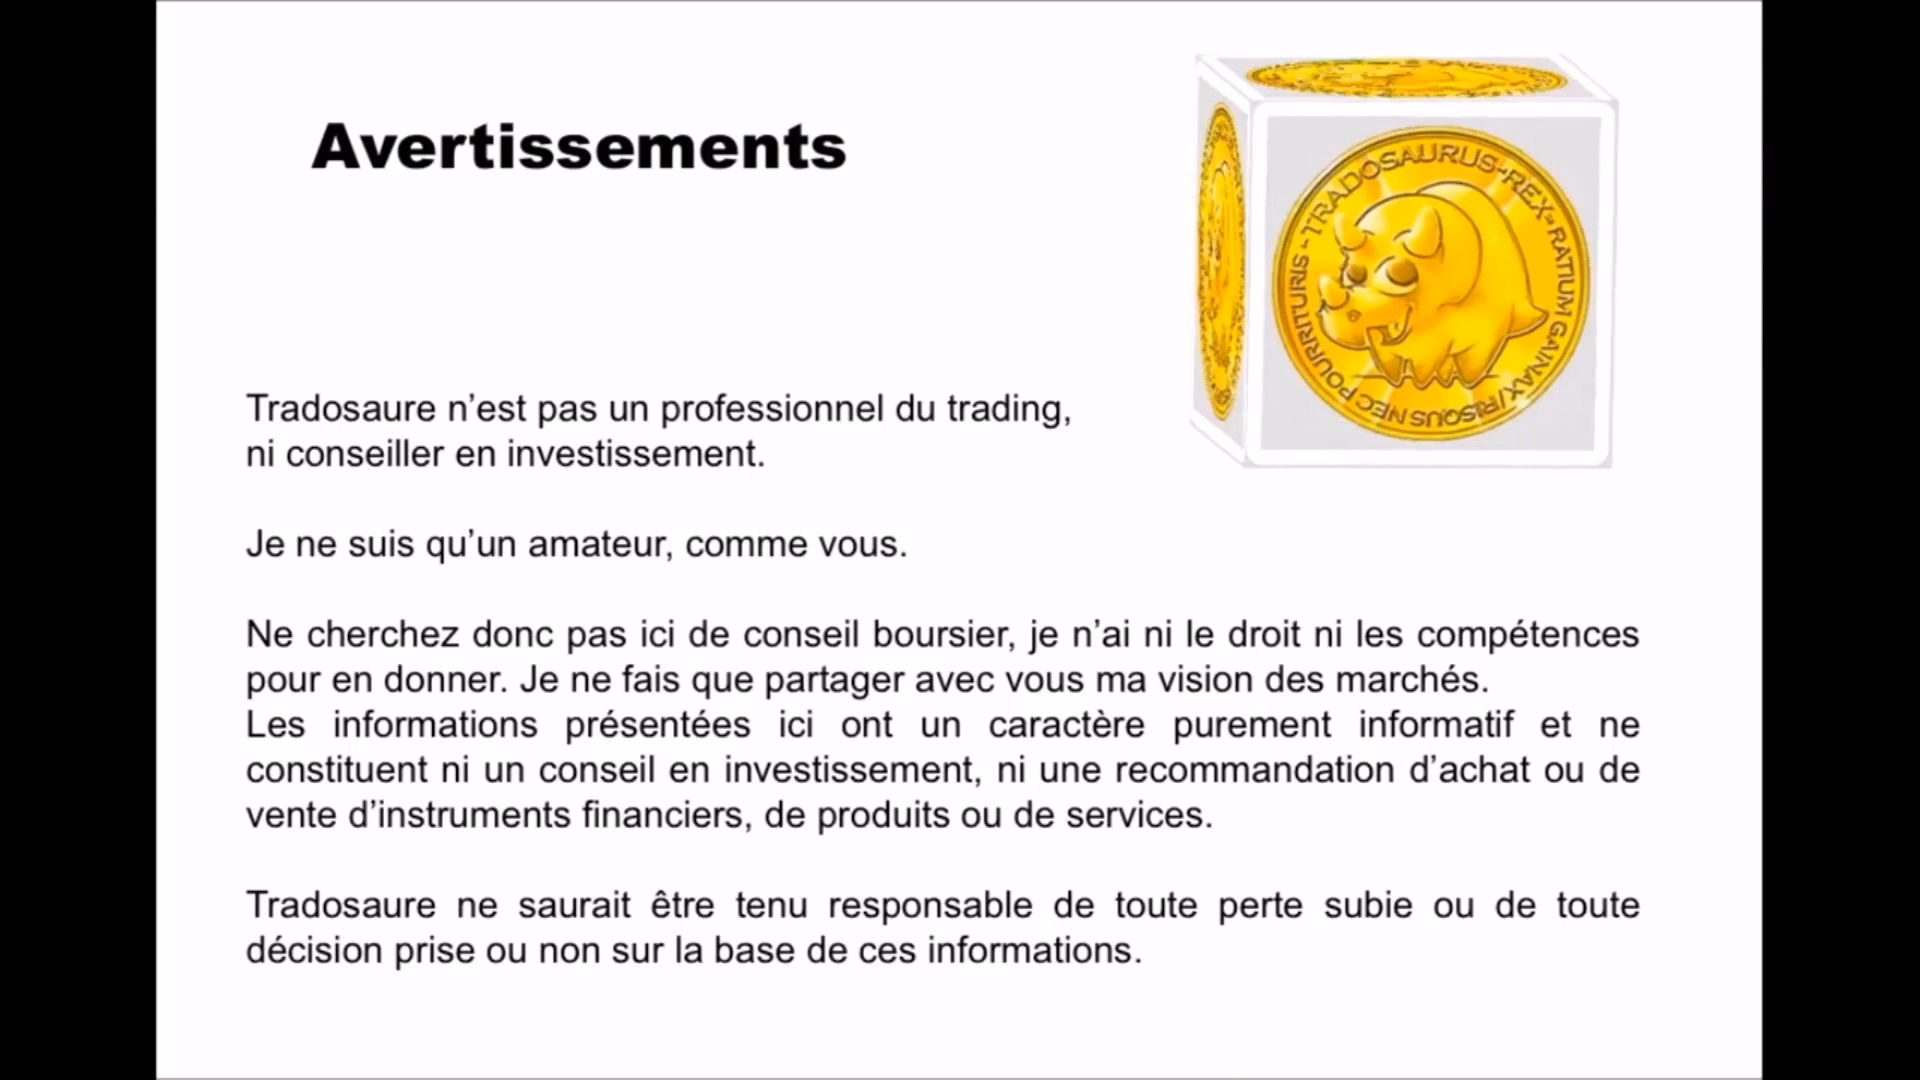 Avertissements
TRADOSAURUS-REX-RATIUM GAINAX/RISQUS NEC POURRITURIS-
Tradosaure n’est pas un professionnel du trading,
ni conseiller en investissement.
Je ne suis qu’un amateur, comme vous.
Ne cherchez donc pas ici de conseil boursier, je n’ai ni le droit ni les compétences
pour en donner. Je ne fais que partager avec vous ma vision des marchés.
Les informations présentées ici ont un caractère purement informatif et ne
constituent ni un conseil en investissement, ni une recommandation d’achat ou de
vente d’instruments financiers, de produits ou de services.
Tradosaure ne saurait être tenu responsable de toute perte subie ou de toute
décision prise ou non sur la base de ces informations.